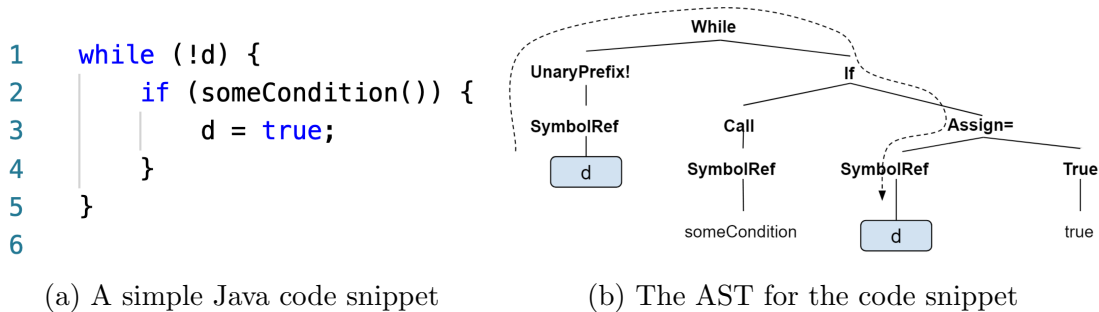 1 while (!d) {
2 if (someCondition()) {
3 d = true;
4 }
5 }
6
While
UnaryPrefix!
If
SymbolRef
Call
Assign=
d
SymbolRef
SymbolRef
True
someCondition
d
true
(a) A simple Java code snippet
(b) The AST for the code snippet